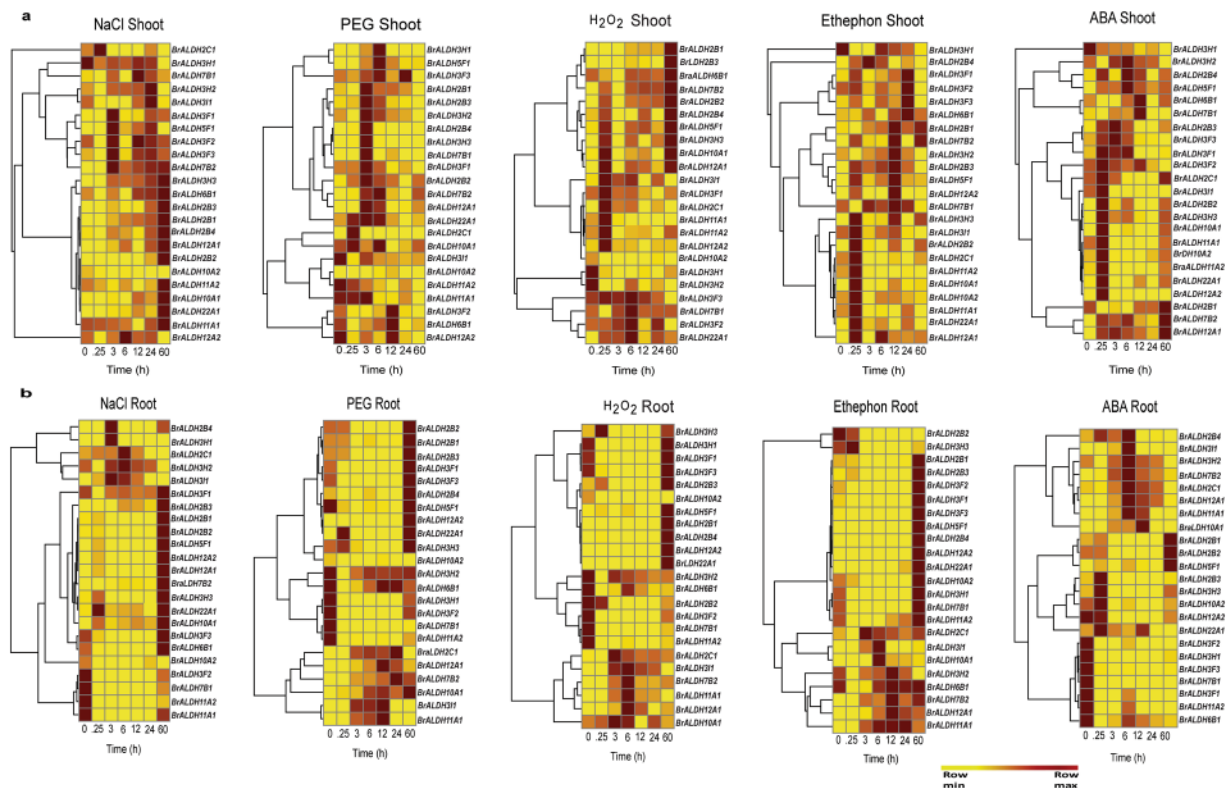 a
NaCl Shoot
BrALDH2C1
BrALDH3H1
BrALDH7B1
BrALDH3H2
BrALDH3I1
BrALDH3F1
BrALDH5F1
BrALDH3F2
BrALDH3F3
BrALDH7B2
BrALDH3H3
BrALDH6B1
BrALDH2B3
BrALDH2B1
BrALDH2B4
BrALDH12A1
BrALDH2B2
BrALDH10A2
BrALDH11A2
BrALDH10A1
BrALDH22A1
BrALDH11A1
BrALDH12A2
0 .25 3 6 12 24 60
Time (h)
PEG Shoot
BrALDH3H1
BrALDH5F1
BrALDH3F3
BrALDH2B1
BrALDH2B3
BrALDH3H2
BrALDH2B4
BrALDH3H3
BrALDH7B1
BrALDH3F1
BrALDH2B2
BrALDH7B2
BrALDH12A1
BrALDH22A1
BrALDH2C1
BrALDH10A1
BrALDH3I1
BrALDH10A2
BrALDH11A2
BrALDH11A1
BrALDH3F2
BrALDH6B1
BrALDH12A2
0 .25 3 6 12 24 60
Time (h)
H2O2 Shoot
BrALDH2B1
BrLDH2B3
BraALDH6B1
BrALDH7B2
BrALDH2B2
BrALDH2B4
BrALDH5F1
BrALDH3H3
BrALDH10A1
BrALDH12A1
BrALDH3I1
BrALDH3F1
BrALDH2C1
BrALDH11A1
BrALDH11A2
BrALDH12A2
BrALDH10A2
BrALDH3H1
BrALDH3H2
BrALDH3F3
BrALDH7B1
BrALDH3F2
BrALDH22A1
0 .25 3 6 12 24 60
Time (h)
Ethephon Shoot
BrALDH3H1
BrALDH2B4
BrALDH3F1
BrALDH3F2
BrALDH3F3
BrALDH6B1
BrALDH2B1
BrALDH7B2
BrALDH3H2
BrALDH2B3
BrALDH5F1
BrALDH12A2
BrALDH7B1
BrALDH3H3
BrALDH3I1
BrALDH2B2
BrALDH2C1
BrALDH11A2
BrALDH10A1
BrALDH10A2
BrALDH11A1
BrALDH22A1
BrALDH12A1
0 .25 3 6 12 24 60
Time (h)
ABA Shoot
BrALDH3H1
BrALDH3H2
BrALDH2B4
BrALDH5F1
BrALDH6B1
BrALDH7B1
BrALDH2B3
BrALDH3F3
BrALDH3F1
BrALDH3F2
BrALDH2C1
BrALDH3I1
BrALDH2B2
BrALDH3H3
BrALDH10A1
BrALDH11A1
BrDH10A2
BraALDH11A2
BrALDH22A1
BrALDH12A2
BrALDH2B1
BrALDH7B2
BrALDH12A1
0 .25 3 6 12 24 60
Time (h)
b
NaCl Root
BrALDH2B4
BrALDH3H1
BrALDH2C1
BrALDH3H2
BrALDH3I1
BrALDH3F1
BrALDH2B3
BrALDH2B1
BrALDH2B2
BrALDH5F1
BrALDH12A2
BrALDH12A1
BraLDH7B2
BrALDH3H3
BrALDH22A1
BrALDH10A1
BrALDH3F3
BrALDH6B1
BrALDH10A2
BrALDH3F2
BrALDH7B1
BrALDH11A2
BrALDH11A1
0 .25 3 6 12 24 60
Time (h)
PEG Root
BrALDH2B2
BrALDH2B1
BrALDH2B3
BrALDH3F1
BrALDH3F3
BrALDH2B4
BrALDH5F1
BrALDH12A2
BrALDH22A1
BrALDH3H3
BrALDH10A2
BrALDH3H2
BrALDH6B1
BrALDH3H1
BrALDH3F2
BrALDH7B1
BrALDH11A2
BraLDH2C1
BrALDH12A1
BrALDH7B2
BrALDH10A1
BrALDH3I1
BrALDH11A1
0 .25 3 6 12 24 60
Time (h)
H2O2 Root
BrALDH3H3
BrALDH3H1
BrALDH3F1
BrALDH3F3
BrALDH2B3
BrALDH10A2
BrALDH5F1
BrALDH2B1
BrALDH2B4
BrALDH12A2
BrLDH22A1
BrALDH3H2
BrALDH6B1
BrALDH2B2
BrALDH3F2
BrALDH7B1
BrALDH11A2
BrALDH2C1
BrALDH3I1
BrALDH7B2
BrALDH11A1
BrALDH12A1
BrALDH10A1
0 .25 3 6 12 24 60
Time (h)
Ethephon Root
BrALDH2B2
BrALDH3H3
BrALDH2B1
BrALDH2B3
BrALDH3F2
BrALDH3F1
BrALDH3F3
BrALDH5F1
BrALDH2B4
BrALDH12A2
BrALDH22A1
BrALDH10A2
BrALDH3H1
BrALDH7B1
BrALDH11A2
BrALDH2C1
BrALDH3I1
BrALDH10A1
BrALDH3H2
BrALDH6B1
BrALDH7B2
BrALDH12A1
BrALDH11A1
0 .25 3 6 12 24 60
Time (h)
ABA Root
BrALDH2B4
BrALDH3I1
BrALDH3H2
BrALDH7B2
BrALDH2C1
BrALDH12A1
BrALDH11A1
BraLDH10A1
BrALDH2B1
BrALDH2B2
BrALDH5F1
BrALDH2B3
BrALDH3H3
BrALDH10A2
BrALDH12A2
BrALDH22A1
BrALDH3F2
BrALDH3H1
BrALDH3F3
BrALDH7B1
BrALDH3F1
BrALDH11A2
BrALDH6B1
0 .25 3 6 12 24 60
Time (h)
Row min
Row max